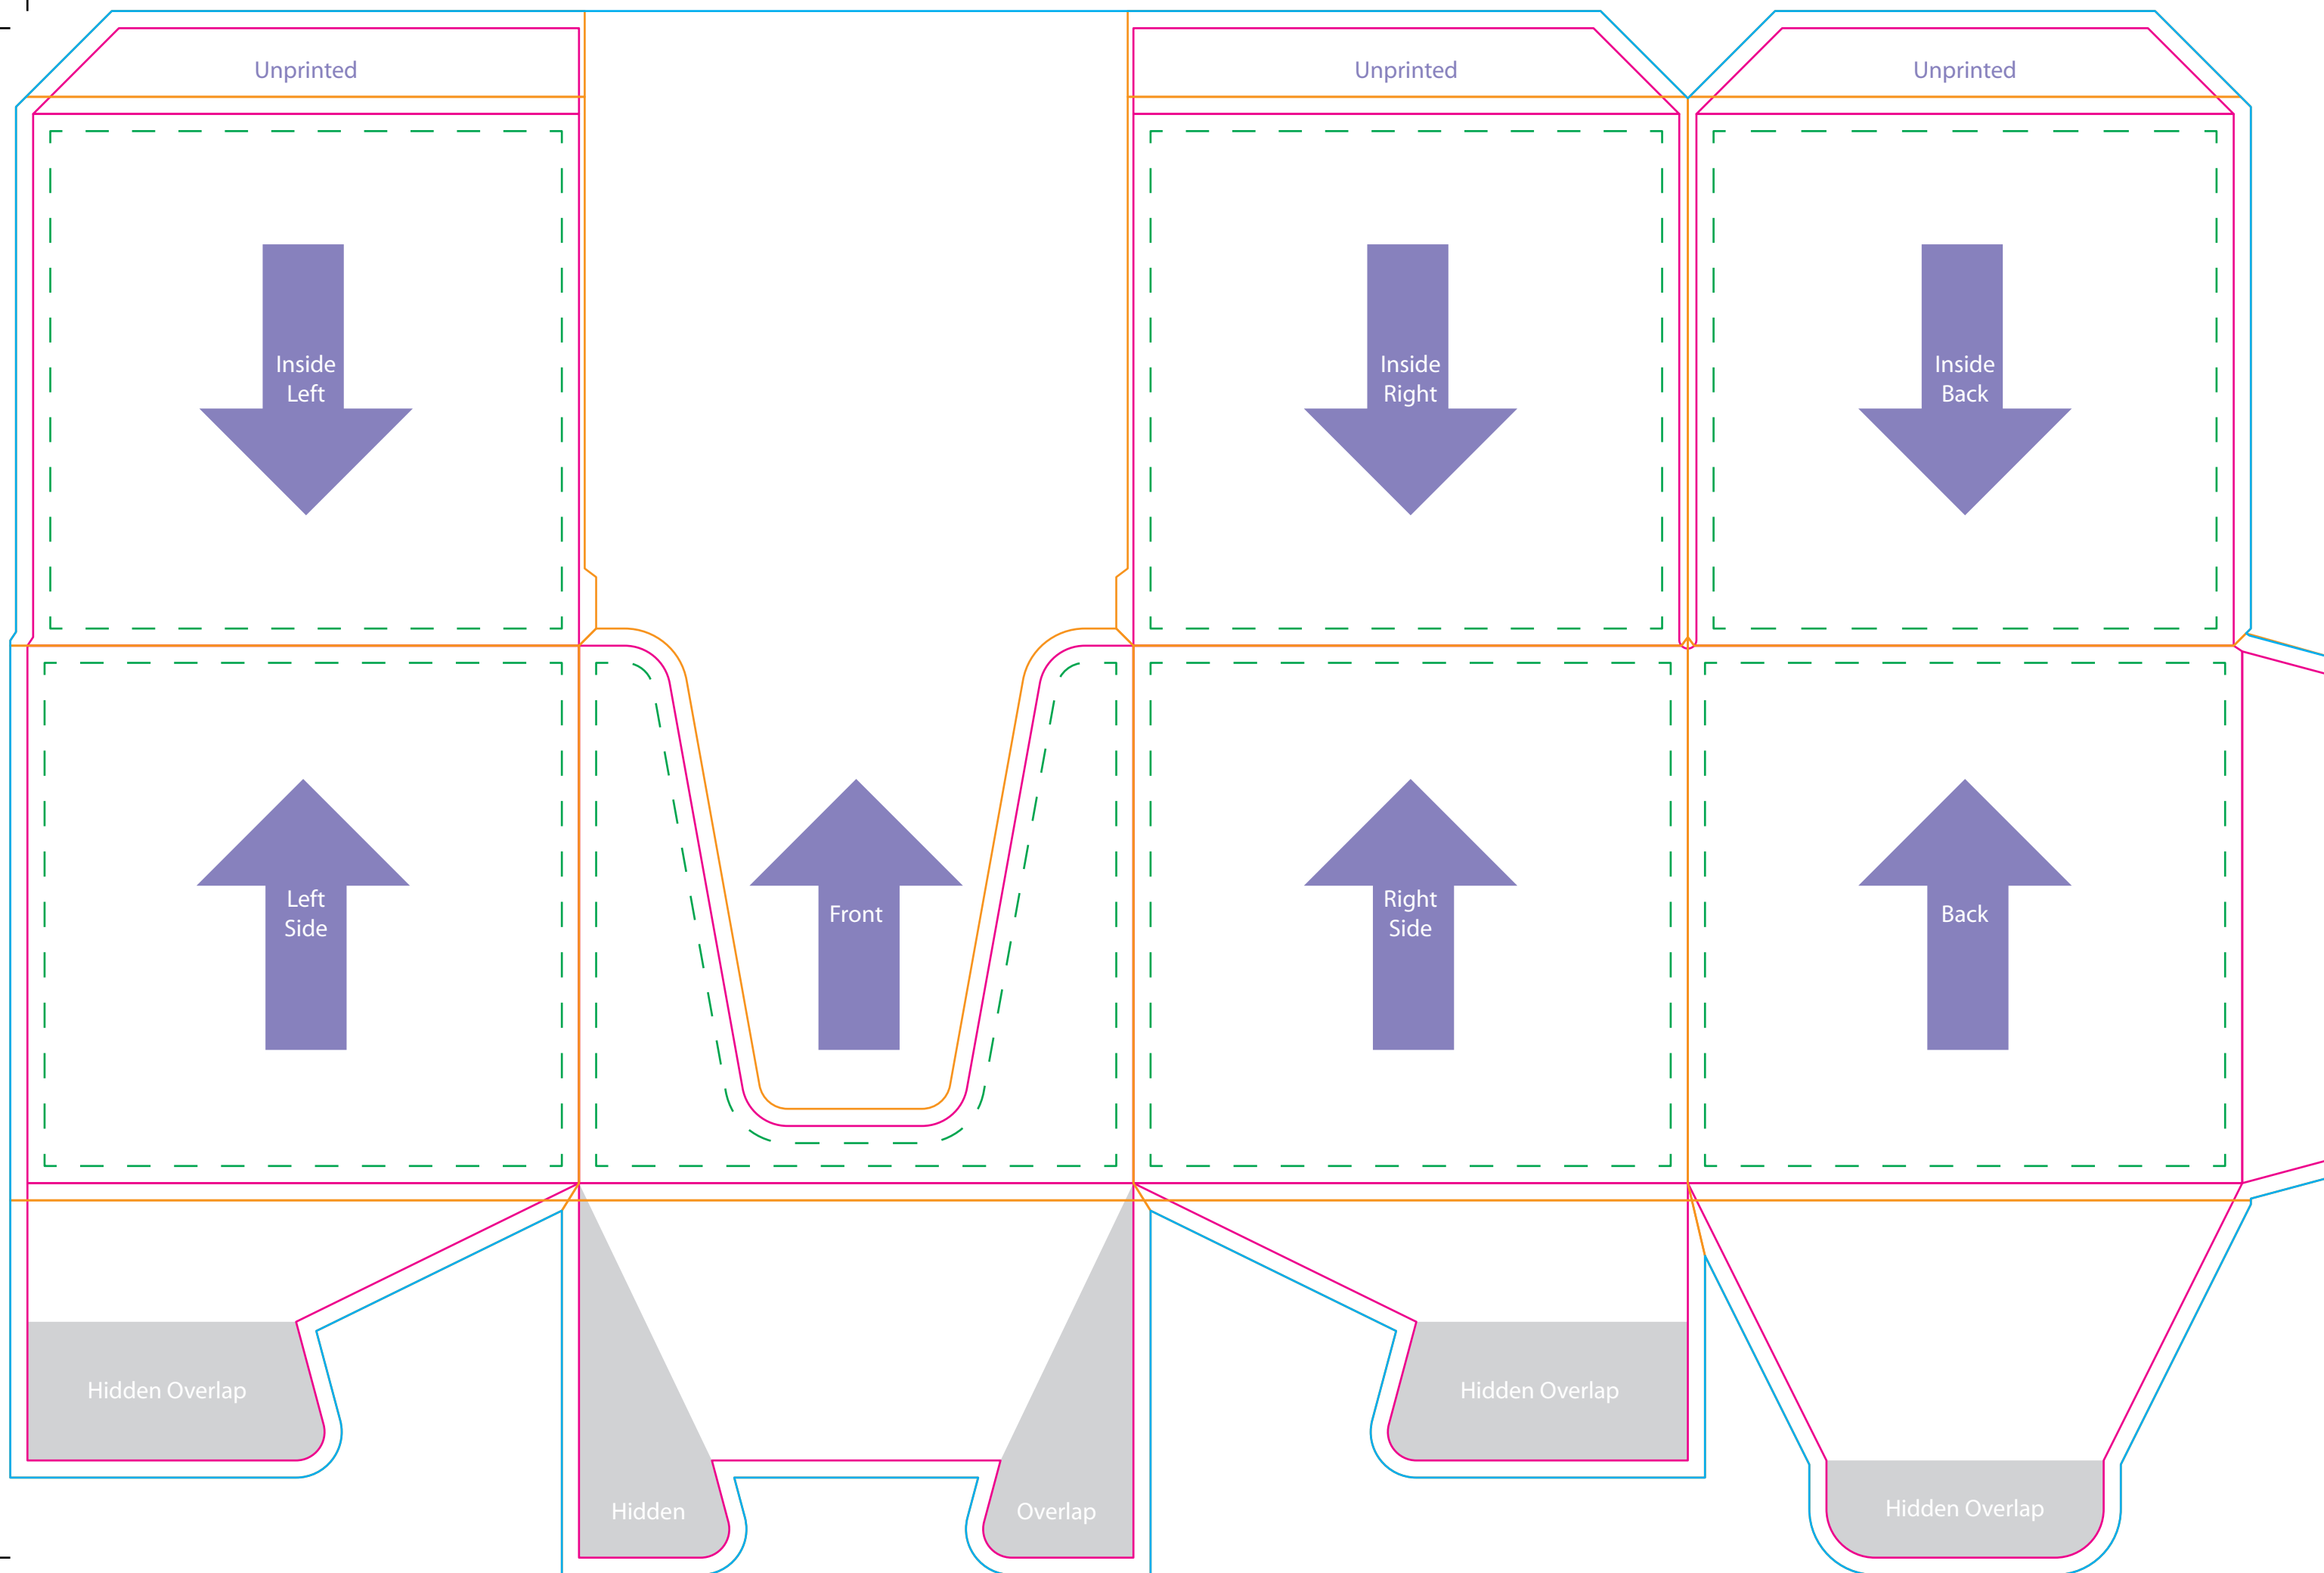 Unprinted
Unprinted
Unprinted
Inside
Left
Inside
Right
Inside
Back
Left
Side
Front
Right
Side
Back
Hidden Overlap
Hidden
Overlap
Hidden Overlap
Hidden Overlap